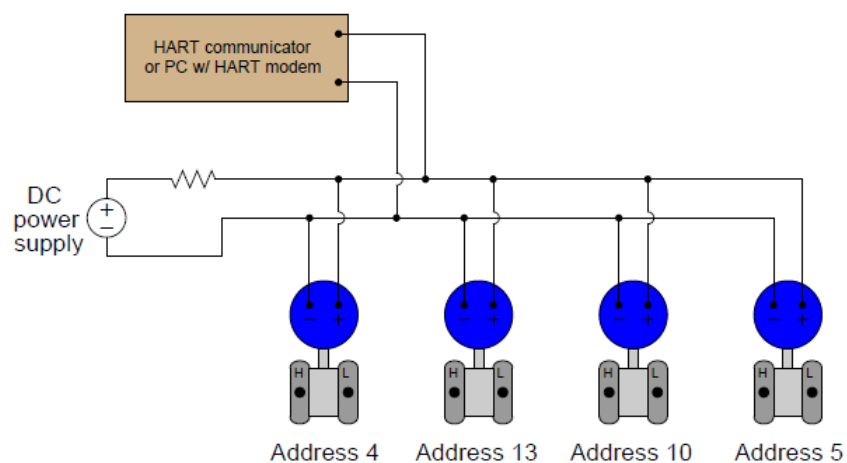 HART communicator
or PC w/ HART modem
DC
power
supply
+
−
− +
− +
− +
− +
H L
H L
H L
H L
Address 4 Address 13 Address 10 Address 5